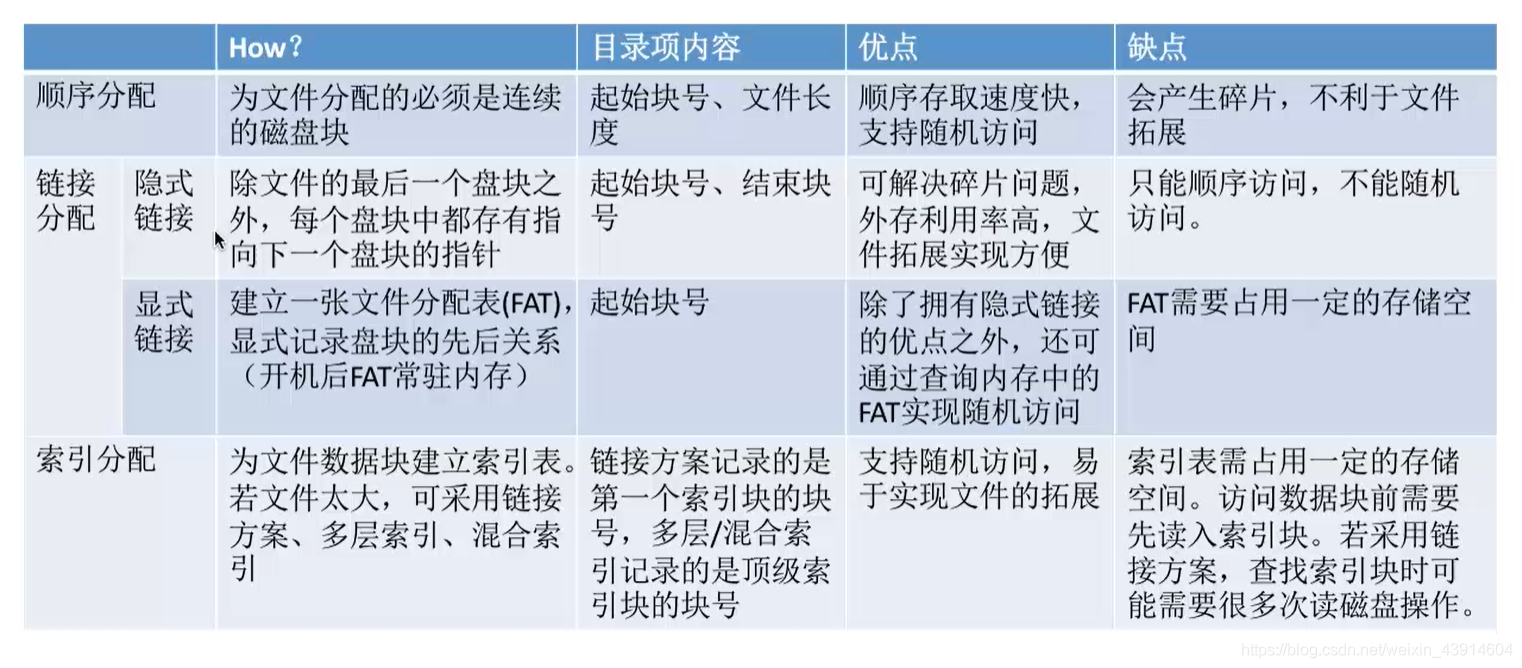 How？
目录项内容
优点
缺点
顺序分配
为文件分配的必须是连续
的磁盘块
起始块号、文件长
度
顺序存取速度快，
支持随机访问
会产生碎片，不利于文件
拓展
链接
分配
隐式
链接
除文件的最后一个盘块之
外，每个盘块中都存有指
向下一个盘块的指针
起始块号、结束块
号
可解决碎片问题，
外存利用率高，文
件拓展实现方便
只能顺序访问，不能随机
访问。
显式
链接
建立一张文件分配表(FAT)，
显式记录盘块的先后关系
（开机后FAT常驻内存）
起始块号
除了拥有隐式链接
的优点之外，还可
通过查询内存中的
FAT实现随机访问
FAT需要占用一定的存储空
间
索引分配
为文件数据块建立索引表。
若文件太大，可采用链接
方案、多层索引、混合索
引
链接方案记录的是
第一个索引块的块
号，多层/混合索
引记录的是顶级索
引块的块号
支持随机访问，易
于实现文件的拓展
索引表需占用一定的存储
空间。访问数据块前需要
先读入索引块。若采用链
接方案，查找索引块时可
能需要很多次读磁盘操作。
https://blog.csdn.net/weixin_43914604